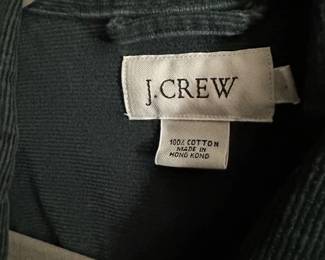 J.CREW
100% COTTON
MADE IN
HONG KONG